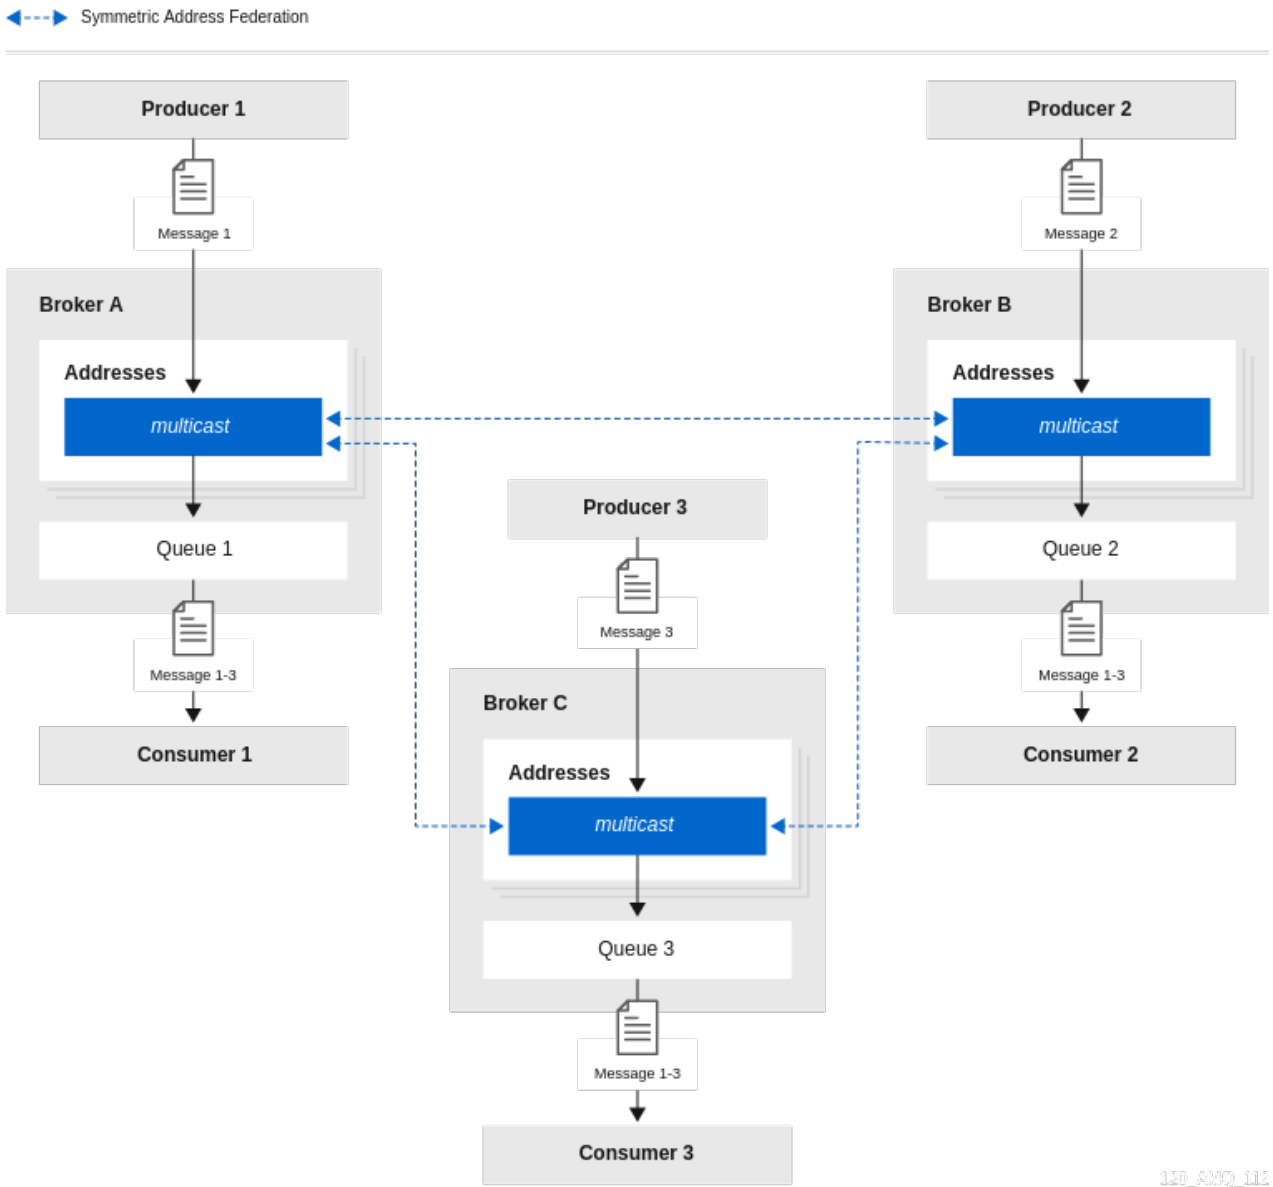 Symmetric Address Federation
Producer 1
Producer 2
Message 1
Message 2
Broker A
Broker B
Addresses
Addresses
multicast
multicast
Queue 1
Queue 2
Message 1-3
Message 1-3
Consumer 1
Consumer 2
Producer 3
Message 3
Broker C
Addresses
multicast
Queue 3
Message 1-3
Consumer 3